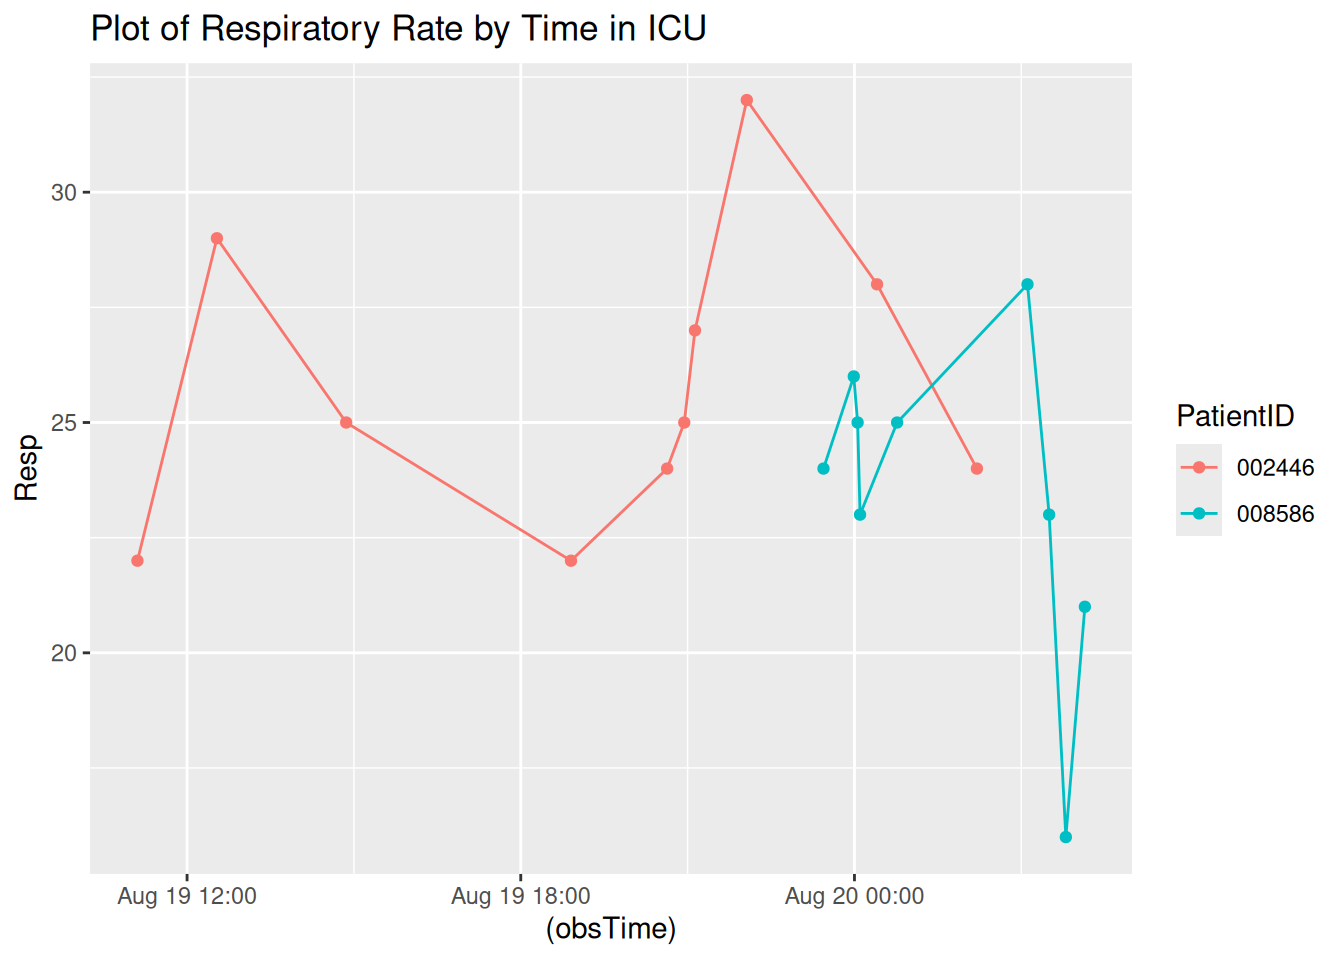 Plot of Respiratory Rate by Time in ICU
30
25
20
Resp
Aug 19 12:00
Aug 19 18:00
Aug 20 00:00
(obsTime)
PatientID
002446
008586